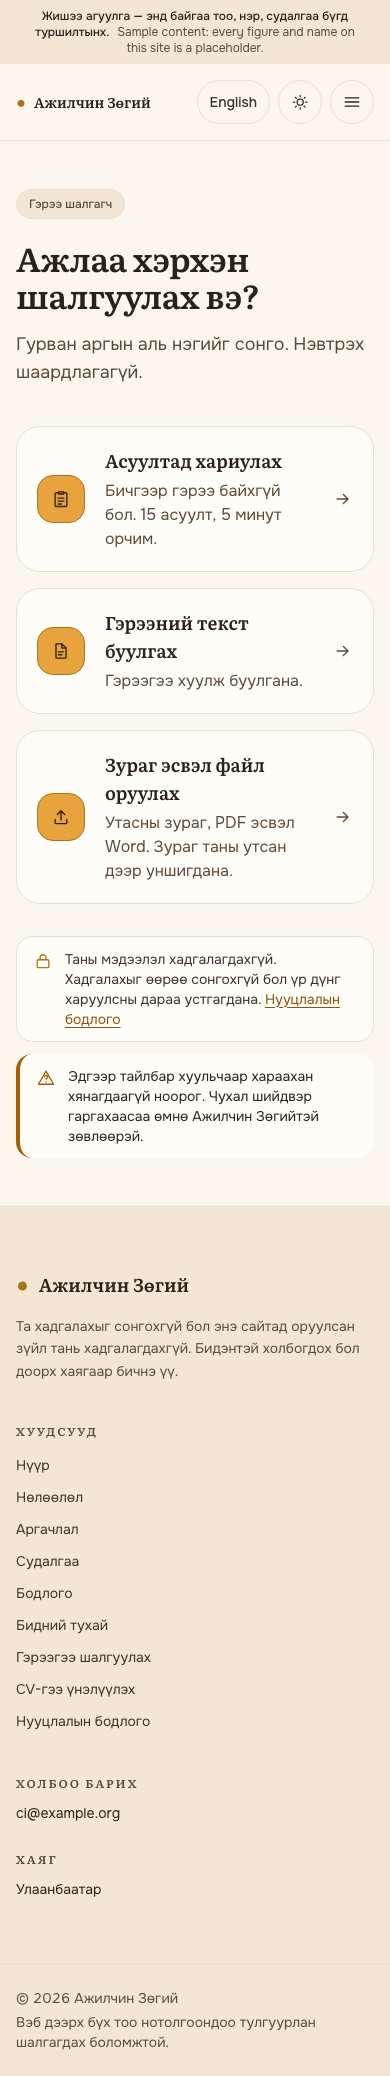 Жишээ агуулга — энд байгаа тоо, нэр, судалгаа бүгд
туршилтынх. Sample content: every figure and name on
this site is a placeholder.
Ажилчин Зөгий
English
Гэрээ шалгагч
Ажлаа хэрхэн
шалгуулах вэ?
Гурван аргын аль нэгийг сонго. Нэвтрэх
шаардлагагүй.
Асуултад хариулах
Бичгээр гэрээ байхгүй
бол. 15 асуулт, 5 минут
орчим.
Гэрээний текст
буулгах
Гэрээгээ хуулж буулгана.
Зураг эсвэл файл
оруулах
Утасны зураг, PDF эсвэл
Word. Зураг таны утсан
дээр уншигдана.
Таны мэдээлэл хадгалагдахгүй.
Хадгалахыг өөрөө сонгохгүй бол үр дүнг
харуулсны дараа устгагдана. Нууцлалын
бодлого
Эдгээр тайлбар хуульчаар хараахан
хянагдаагүй ноорог. Чухал шийдвэр
гаргахаасаа өмнө Ажилчин Зөгийтэй
зөвлөөрэй.
Ажилчин Зөгий
Та хадгалахыг сонгохгүй бол энэ сайтад оруулсан
зүйл тань хадгалагдахгүй. Бидэнтэй холбогдох бол
доорх хаягаар бичнэ үү.
ХУУДСУУД
Нүүр
Нөлөөлөл
Аргачлал
Судалгаа
Бодлого
Бидний тухай
Гэрээгээ шалгуулах
CV-гээ үнэлүүлэх
Нууцлалын бодлого
ХОЛБОО БАРИХ
ci@example.org
ХАЯГ
Улаанбаатар
© 2026 Ажилчин Зөгий
Вэб дээрх бүх тоо нотолгоондоо тулгуурлан
шалгагдах боломжтой.